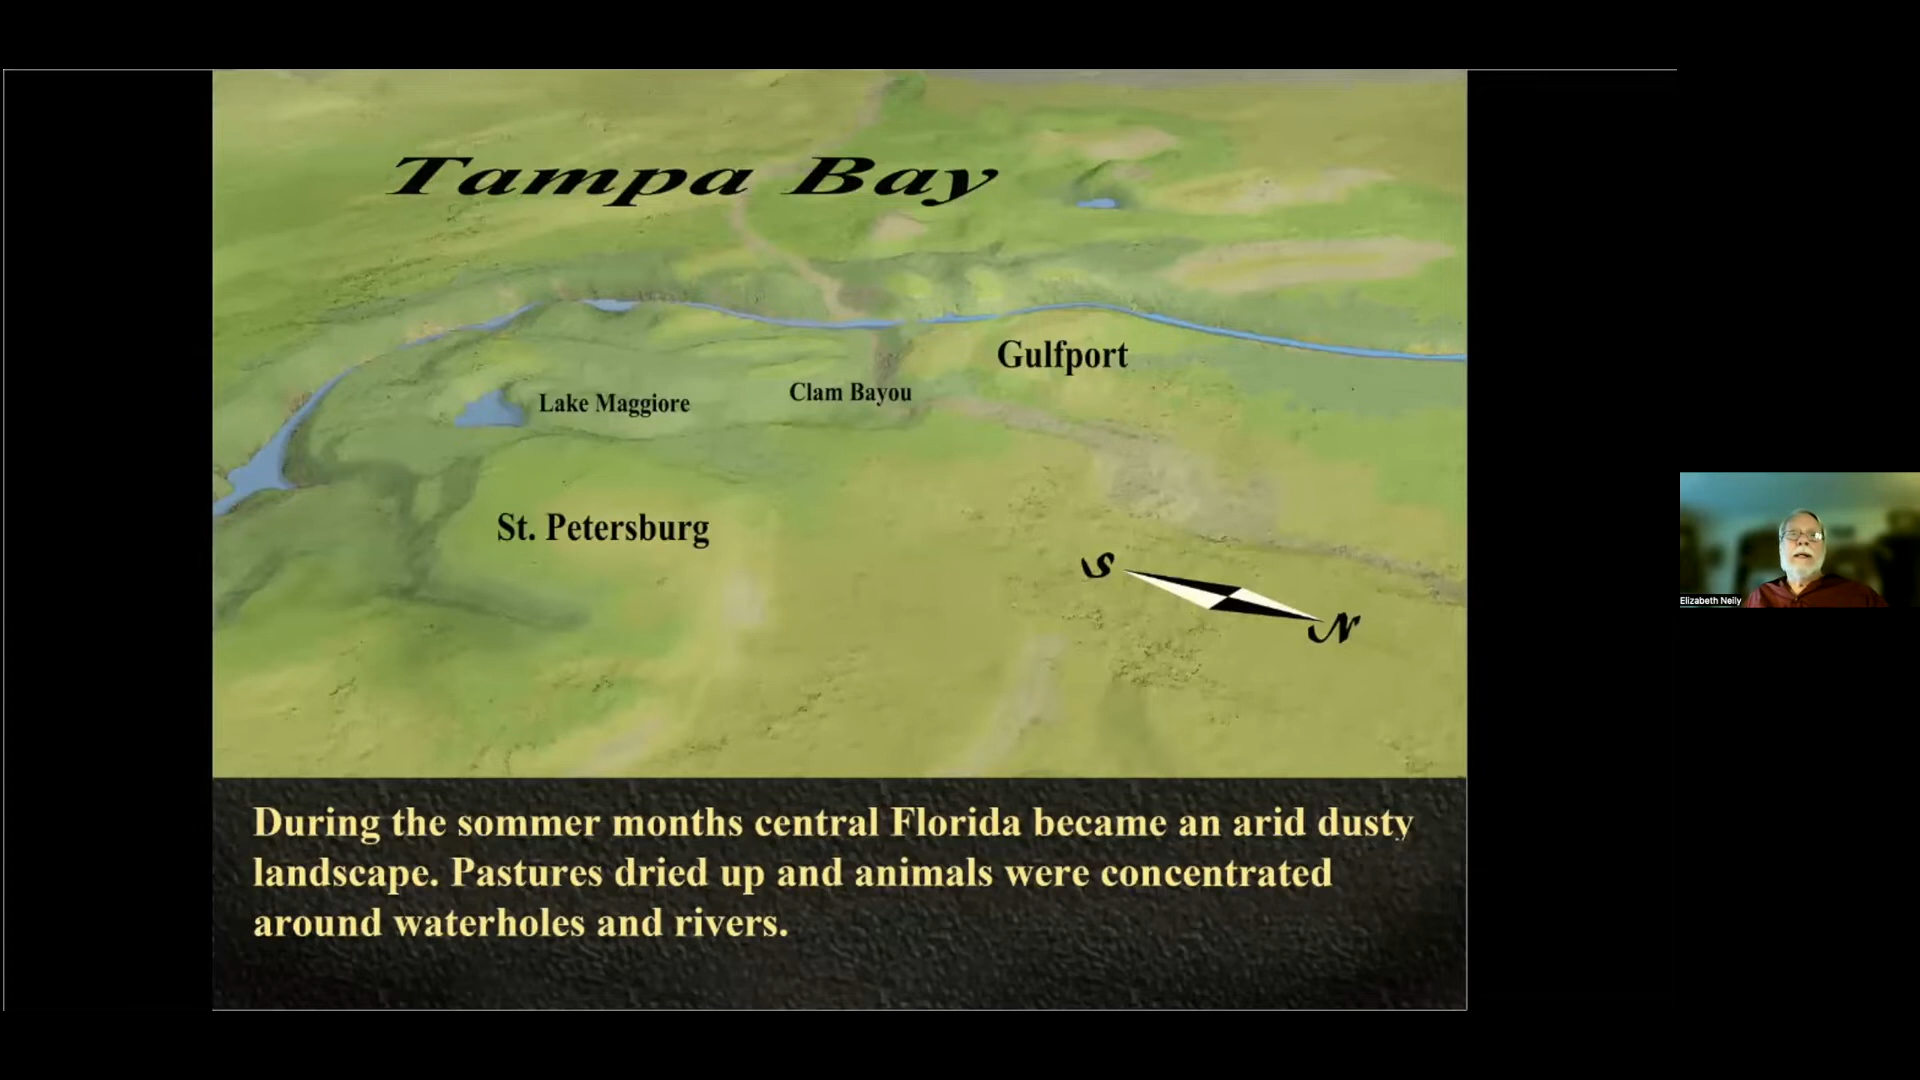 Tampa Bay
Gulfport
Lake Maggiore
Clam Bayou
St. Petersburg
S
N
Elizabeth Neily
During the sommer months central Florida became an arid dusty
landscape. Pastures dried up and animals were concentrated
around waterholes and rivers.